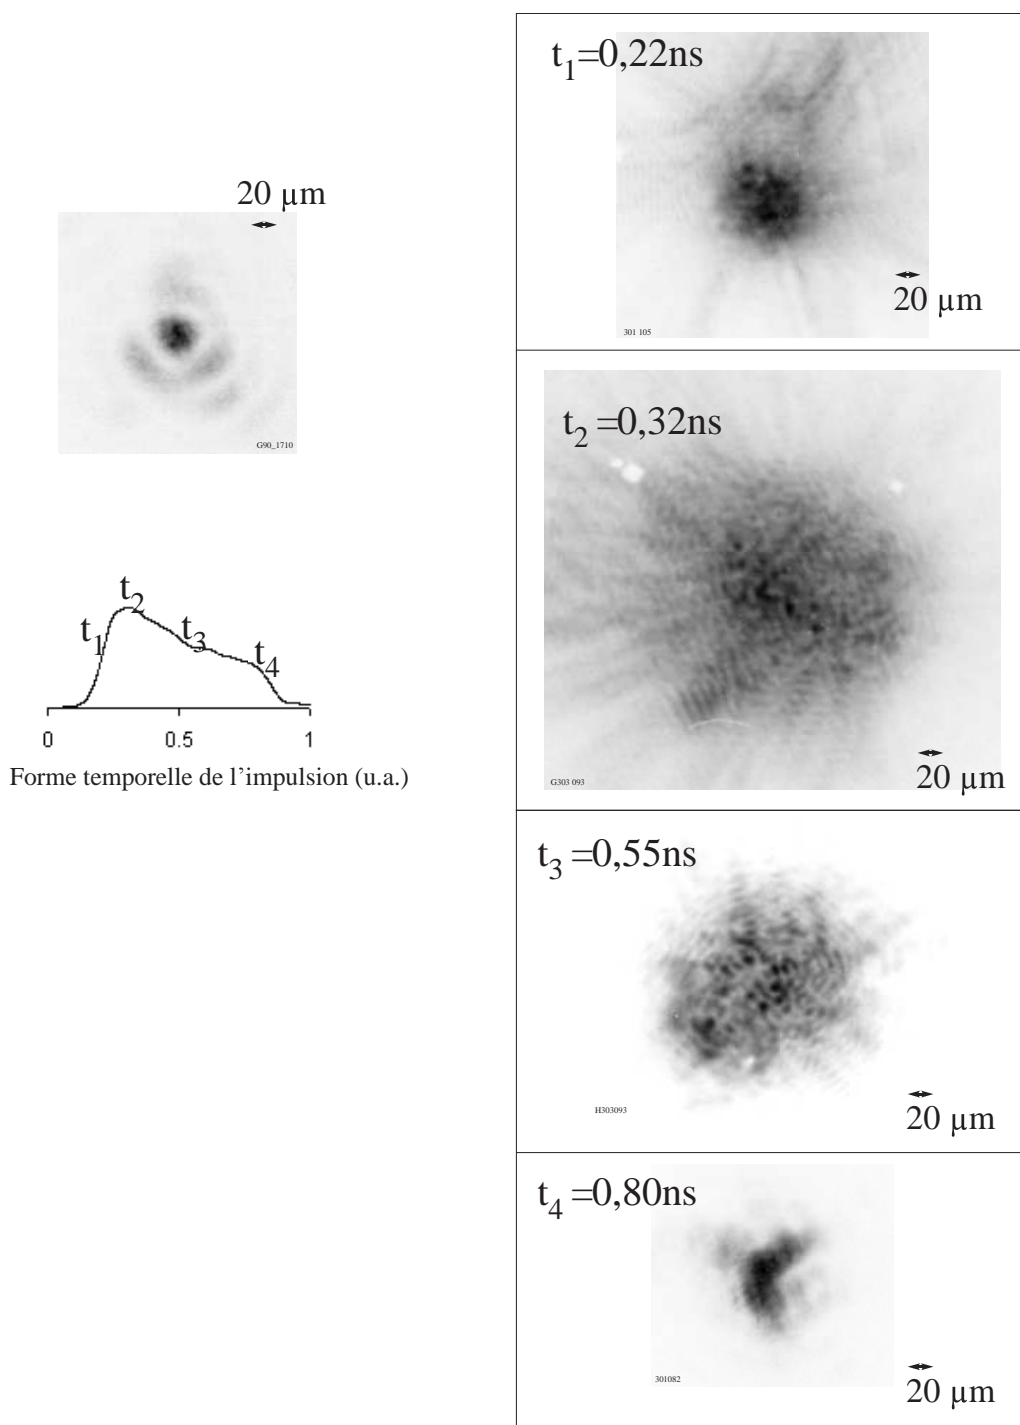 20 µm
G90_1710
t1 t2 t3 t4
0 0.5 1
Forme temporelle de l’impulsion (u.a.)
t1=0,22ns
20 µm
301 105
t2 =0,32ns
20 µm
G303 093
t3 =0,55ns
20 µm
H303093
t4 =0,80ns
20 µm
301082